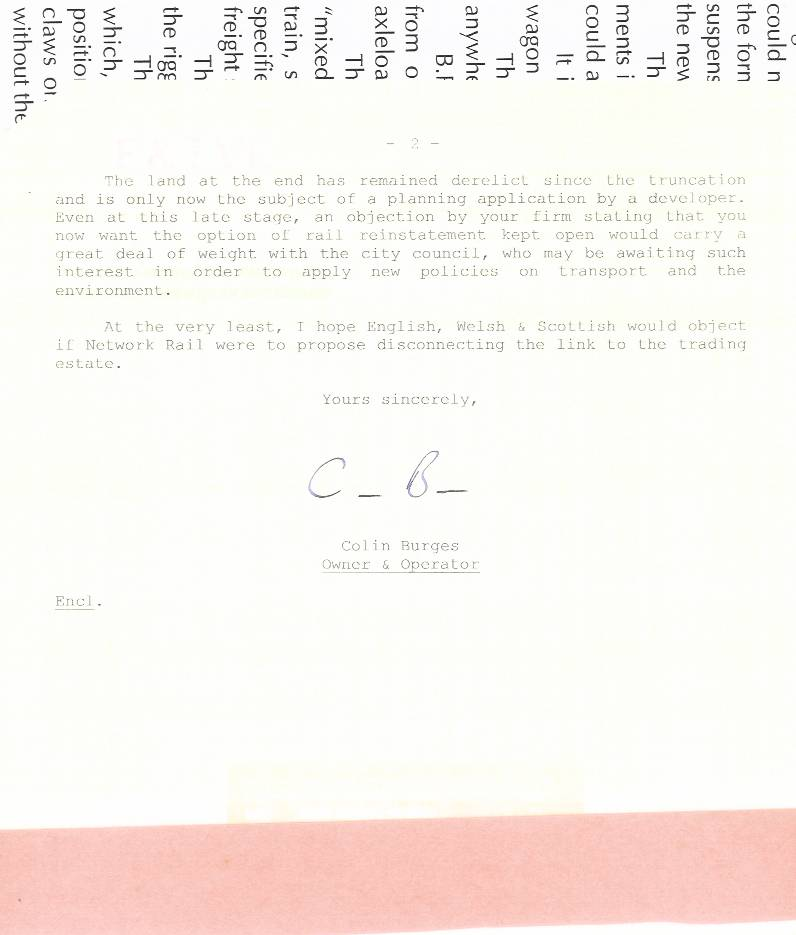 could n
the form
suspens
the new
Th
ments i
could a
It i
wagon
Th
anywhe
B.
from o
axleloa
Th
“mixed
train, s
specifie
freight
Th
the rigg
Th
which,
positio
claws or
without the
- 2 -
The land at the end has remained derelict since the truncation
and is only now the subject of a planning application by a developer.
Even at this late stage, an objection by your firm stating that you
now want the option of rail reinstatement kept open would carry a
great deal of weight with the city council, who may be awaiting such
interest in order to apply new policies on transport and the
environment.
At the very least, I hope English, Welsh & Scottish would object
if Network Rail were to propose disconnecting the link to the trading
estate.
Yours sincerely,
C _ B _
Colin Burges
Owner & Operator
Encl.